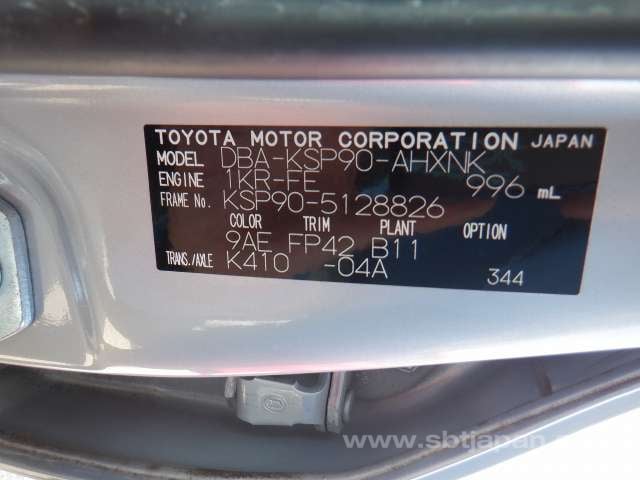 TOYOTA MOTOR CORPORATION JAPAN
MODEL DBA-KSP90-AHXNK
ENGINE 1KR-FE 996 mL
FRAME No. KSP90-5128826
COLOR TRIM PLANT OPTION
9AE FP42 B11
TRANS./AXLE K410 -04A
344
www.sbtjapan.